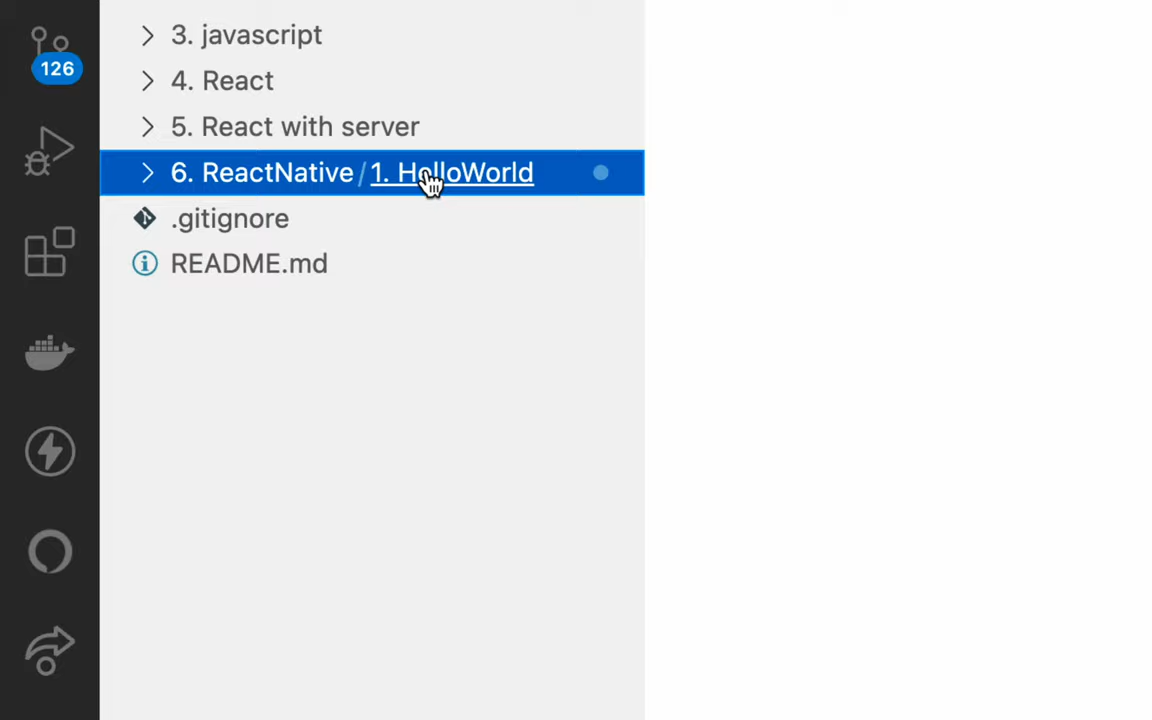 3. javascript
126
4. React
5. React with server
6. ReactNative / 1. HelloWorld
.gitignore
README.md